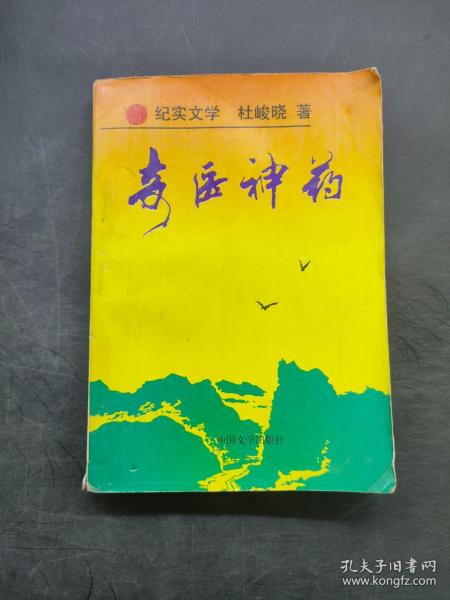 纪实文学 杜峻晓 著
奇医神药
中国文学出版社
孔夫子旧书网
www.kongfz.com